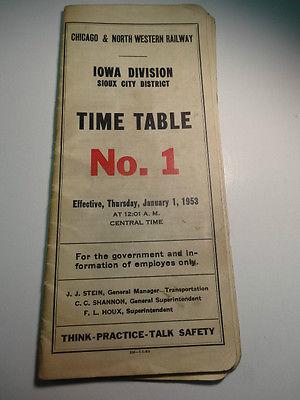 CHICAGO & NORTH WESTERN RAILWAY
IOWA DIVISION
SIOUX CITY DISTRICT
TIME TABLE
No. 1
Effective, Thursday, January 1, 1953
AT 12:01 A. M.
CENTRAL TIME
For the government and in-
formation of employes only.
J. J. STEIN, General Manager—Transportation
C. C. SHANNON, General Superintendent
F. L. HOUX, Superintendent
THINK-PRACTICE-TALK SAFETY